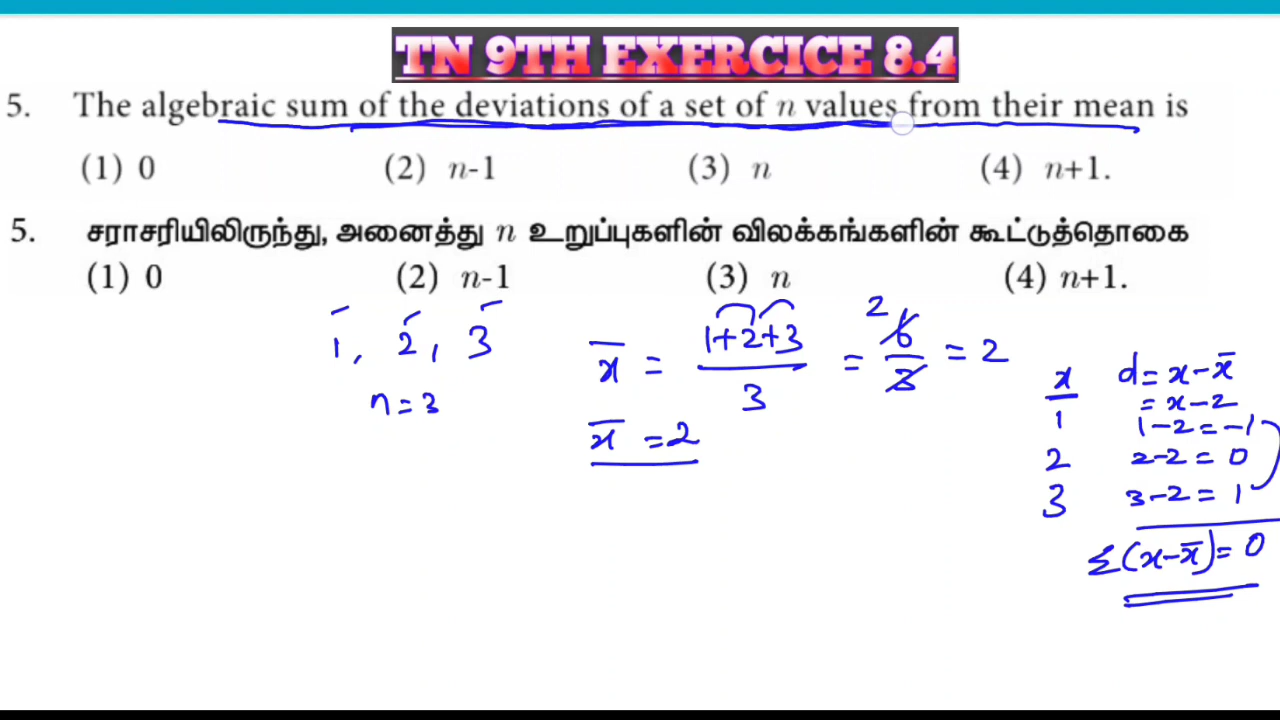 TN 9TH EXERCICE 8.4
5. The algebraic sum of the deviations of a set of n values from their mean is
(1) 0 (2) n-1 (3) n (4) n+1.
5. சராசரியிலிருந்து, அனைத்து n உறுப்புகளின் விலக்கங்களின் கூட்டுத்தொகை
(1) 0 (2) n-1 (3) n (4) n+1.
1, 2, 3
n = 3
x̄ = (1+2+3)/3 = 6/3 2 = 2
x̄ = 2
x d = x - x̄
= x - 2
1 1-2 = -1
2 2-2 = 0
3 3-2 = 1
Σ(x-x̄) = 0